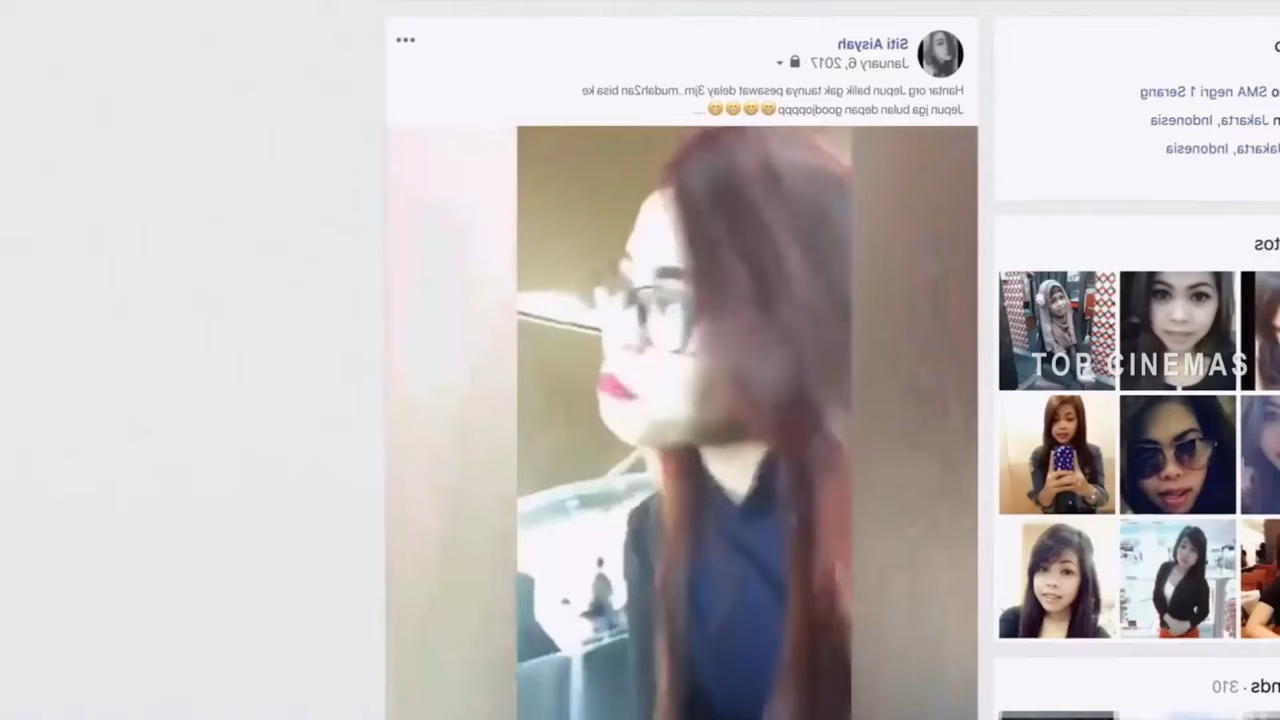 Siti Aisyah
January 6, 2017
Hantar org Jepun balik gak taunya pesawat delay 3jm..mudah2an bisa ke
Jepun jga bulan depan goodjopppp😁😁😁😁....
o SMA negri 1 Serang
n Jakarta, Indonesia
Jakarta, Indonesia
tos
TOP CINEMAS
nds · 310